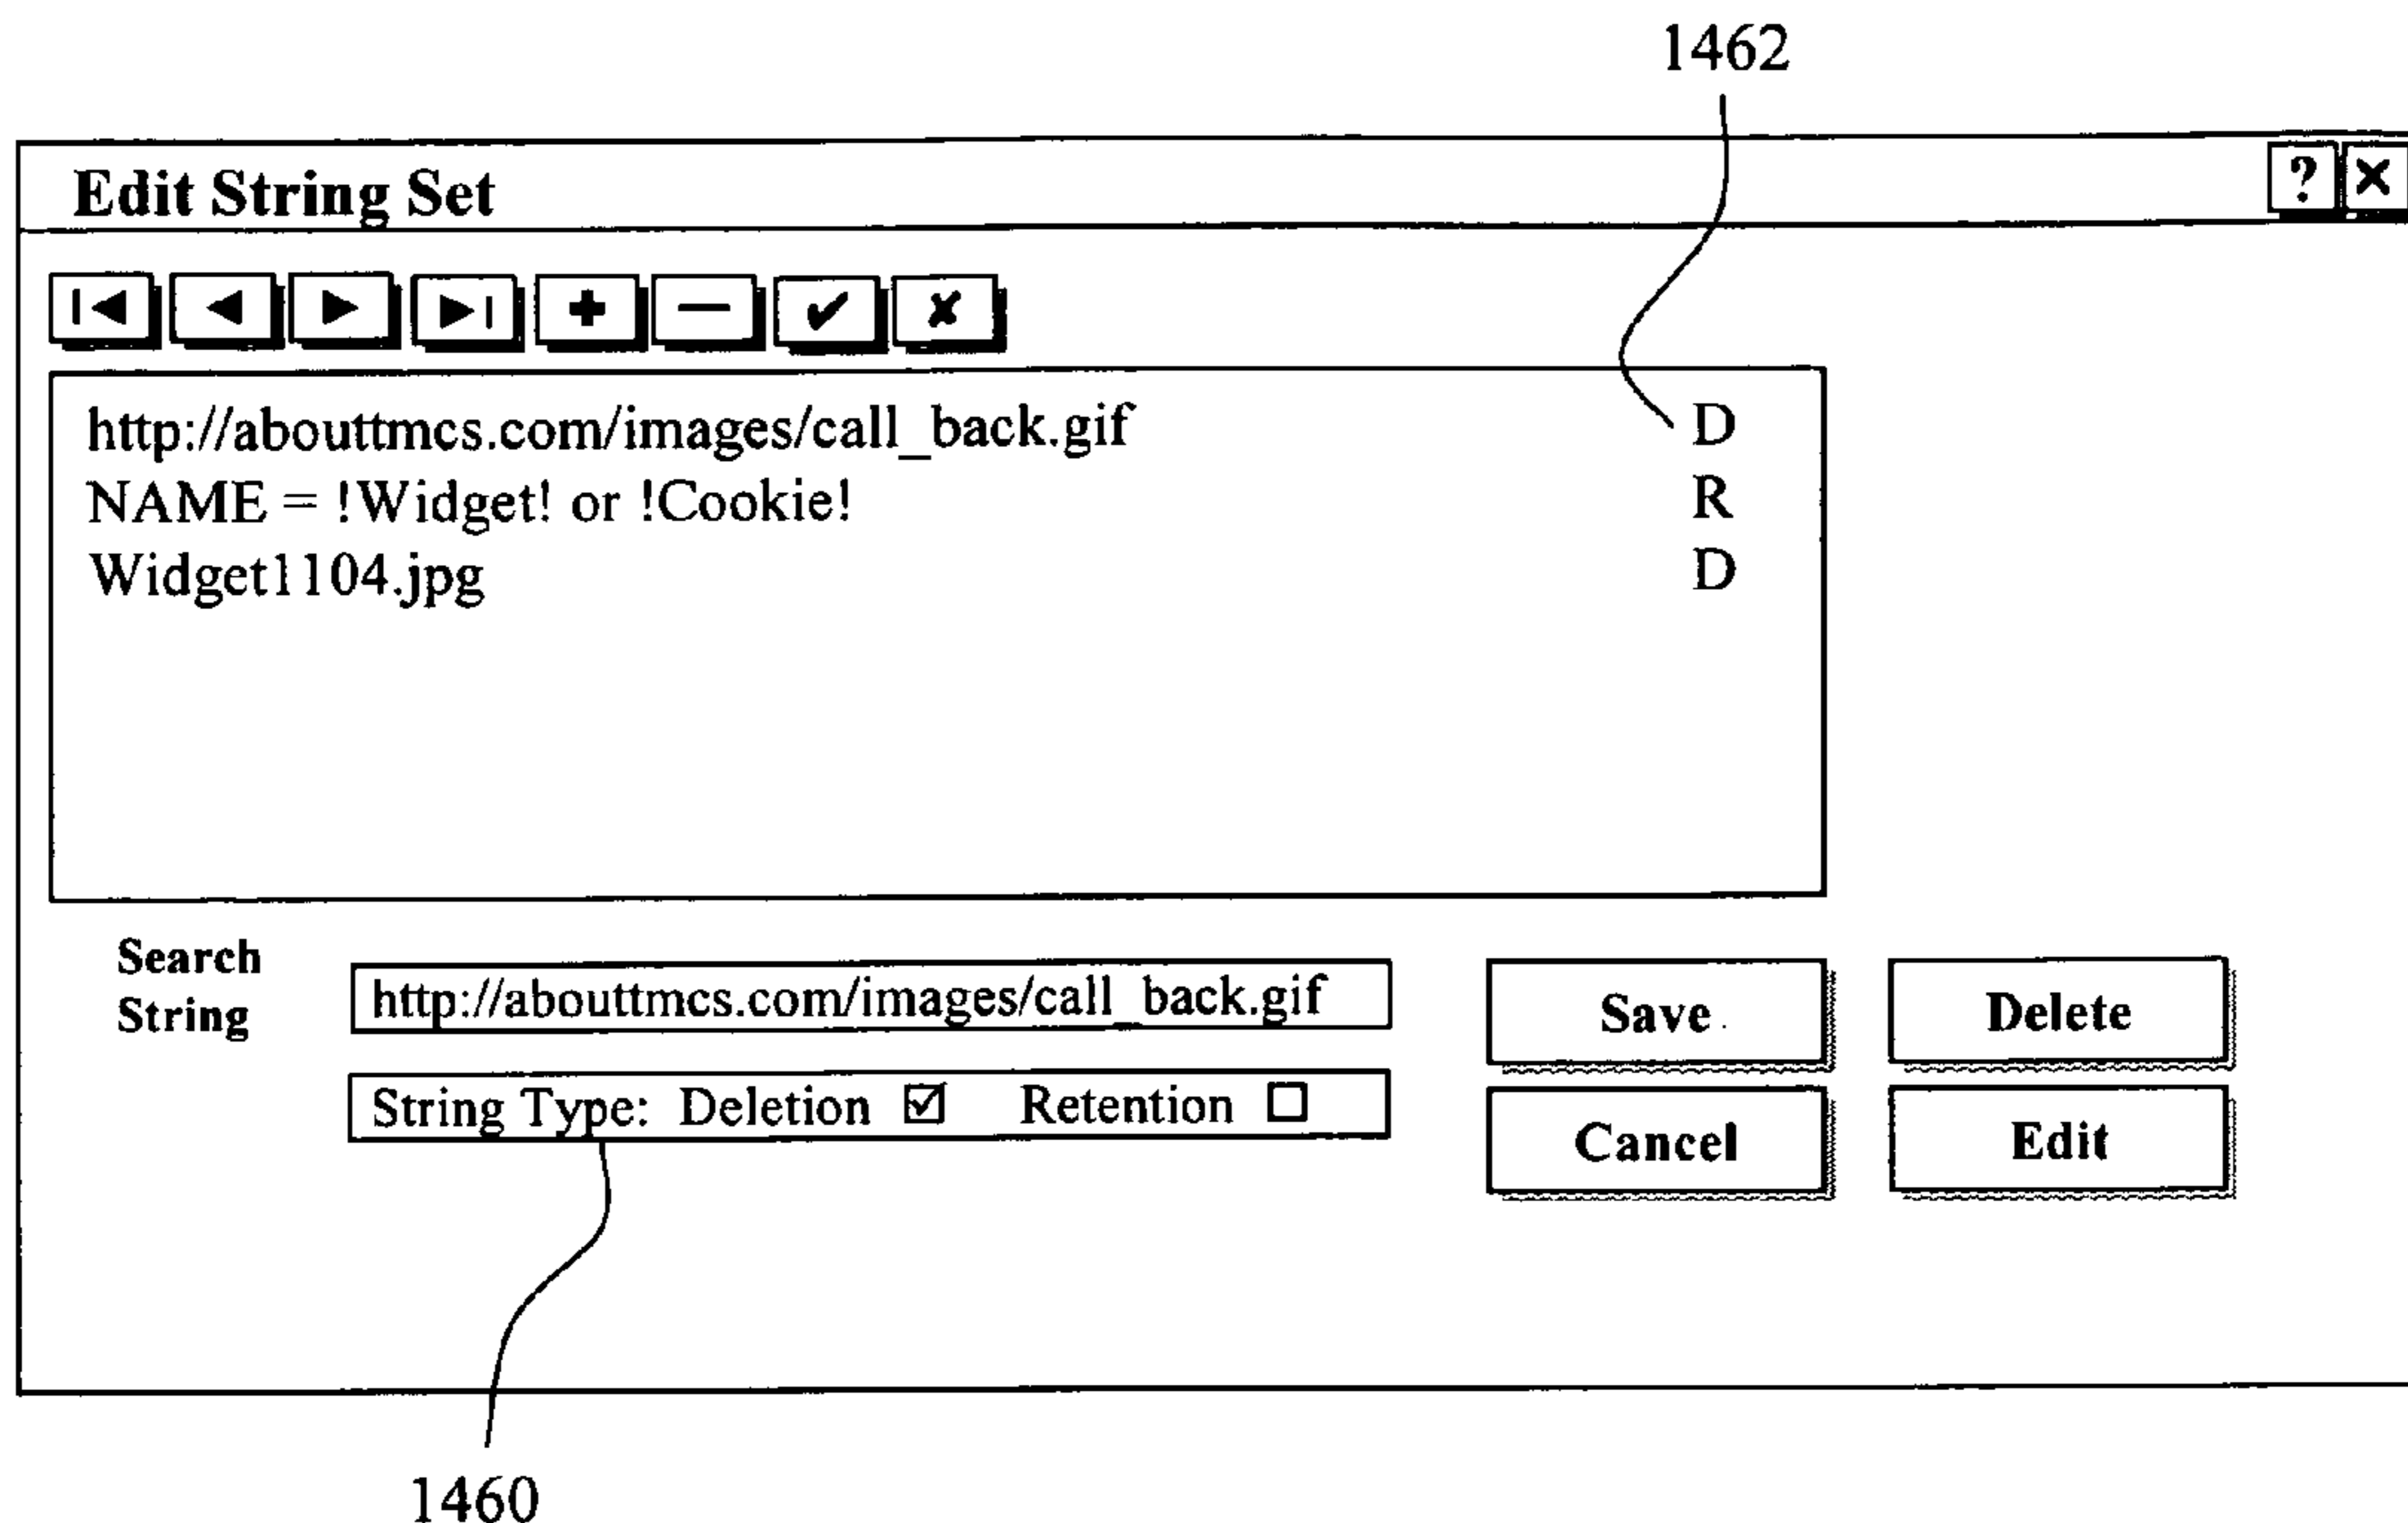 1462
Edit String Set ? ×
http://abouttmcs.com/images/call_back.gif D
NAME = !Widget! or !Cookie! R
Widget1104.jpg D
Search
String
http://abouttmcs.com/images/call_back.gif
Save Delete
String Type: Deletion ☑ Retention ☐
Cancel Edit
1460